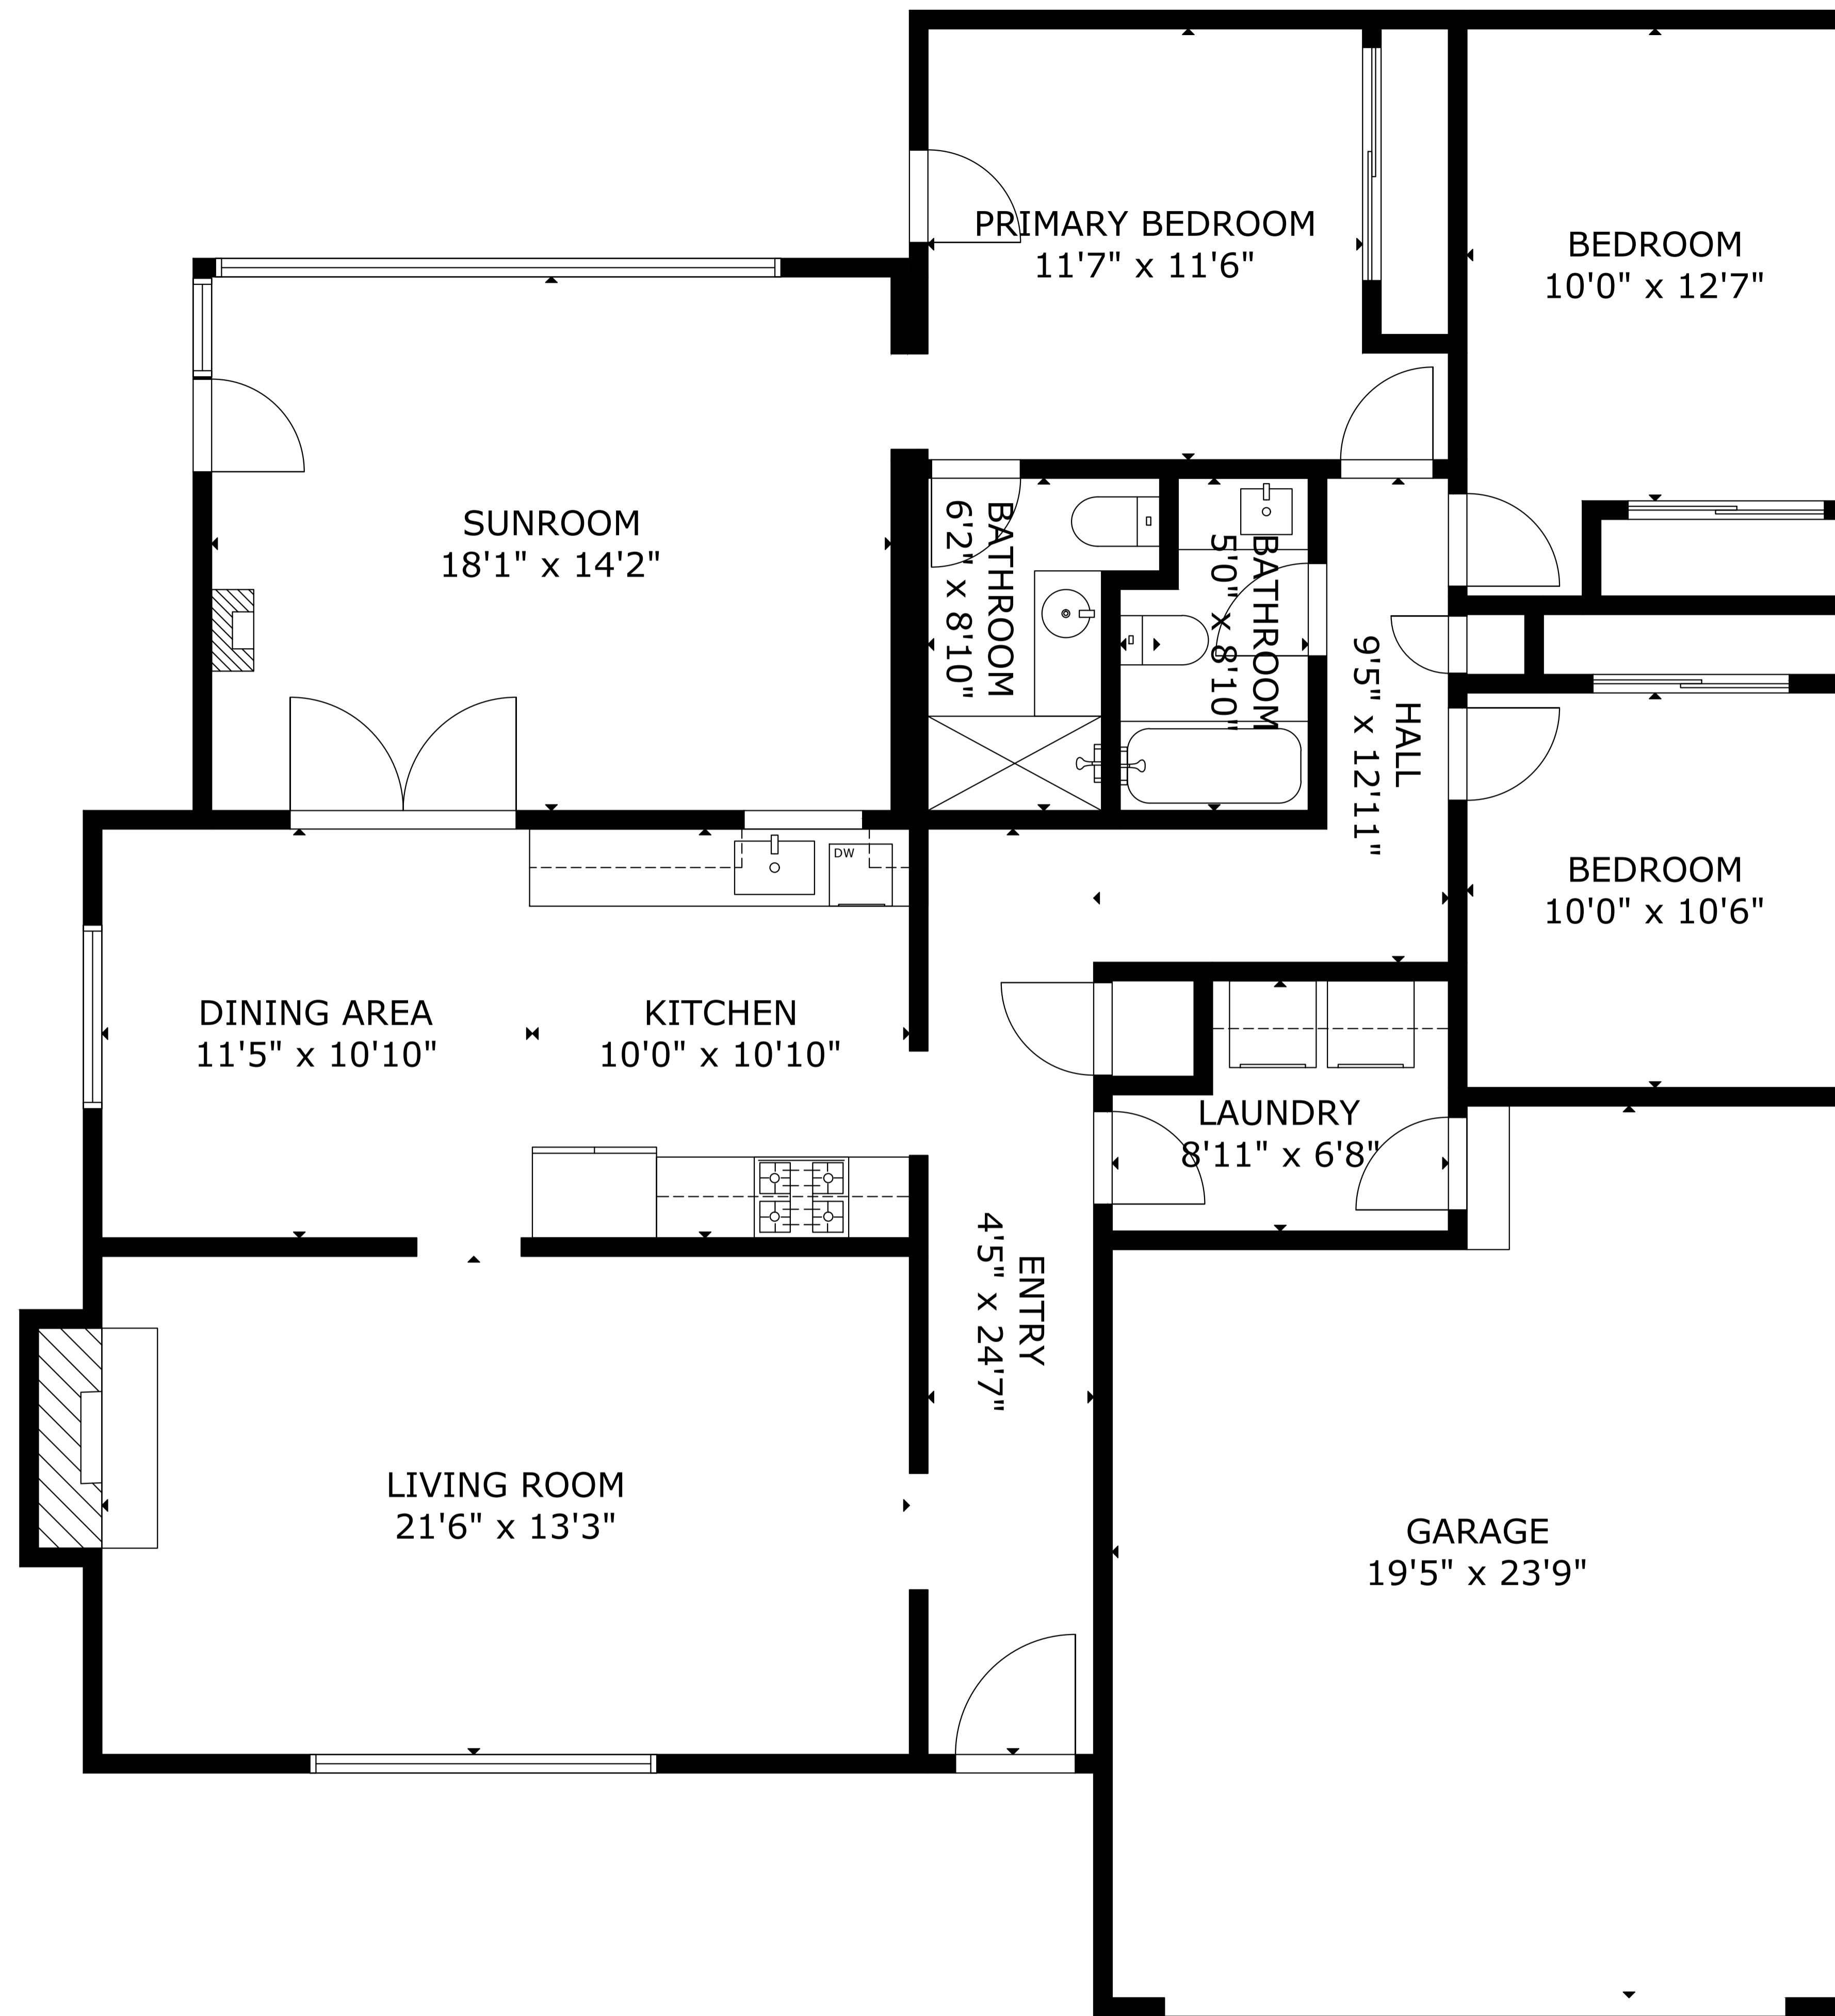 PRIMARY BEDROOM
11'7" x 11'6"
BEDROOM
10'0" x 12'7"
SUNROOM
18'1" x 14'2"
BATHROOM
6'2" x 8'10"
BATHROOM
5'0" x 8'10"
HALL
9'5" x 12'11"
BEDROOM
10'0" x 10'6"
DW
DINING AREA
11'5" x 10'10"
KITCHEN
10'0" x 10'10"
LAUNDRY
8'11" x 6'8"
ENTRY
4'5" x 24'7"
LIVING ROOM
21'6" x 13'3"
GARAGE
19'5" x 23'9"